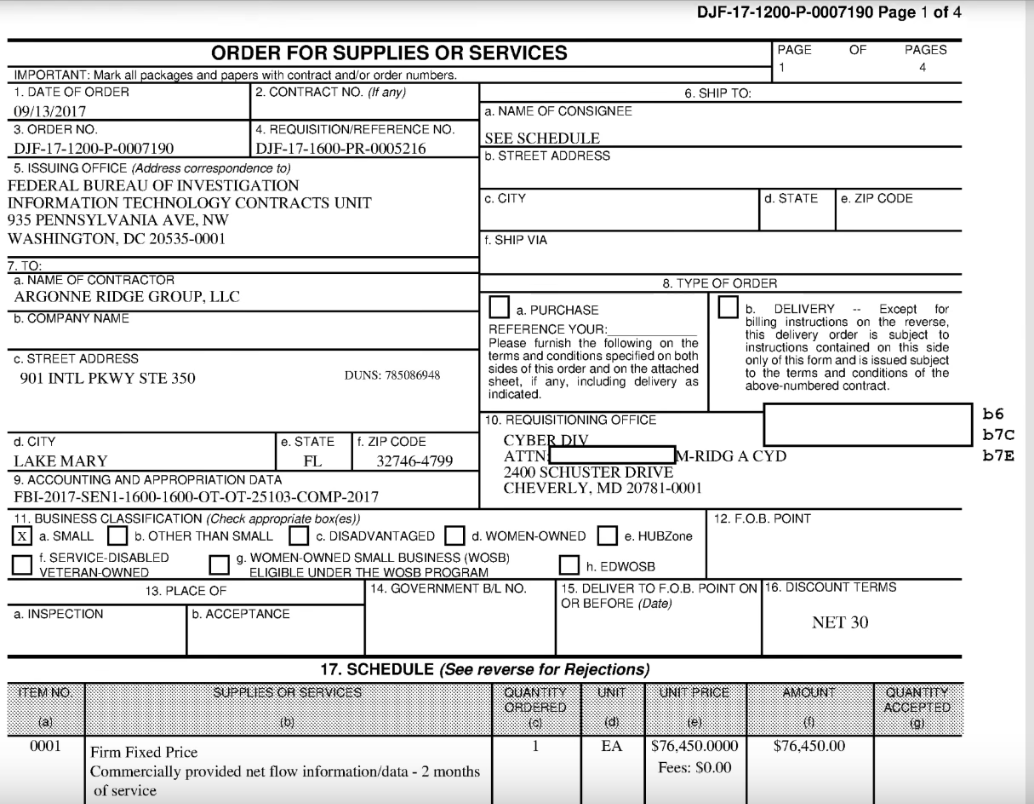 DJF-17-1200-P-0007190 Page 1 of 4
ORDER FOR SUPPLIES OR SERVICES
PAGE OF PAGES
1 4
IMPORTANT: Mark all packages and papers with contract and/or order numbers.
1. DATE OF ORDER
09/13/2017
2. CONTRACT NO. (If any)
3. ORDER NO.
DJF-17-1200-P-0007190
4. REQUISITION/REFERENCE NO.
DJF-17-1600-PR-0005216
5. ISSUING OFFICE (Address correspondence to)
FEDERAL BUREAU OF INVESTIGATION
INFORMATION TECHNOLOGY CONTRACTS UNIT
935 PENNSYLVANIA AVE, NW
WASHINGTON, DC 20535-0001
6. SHIP TO:
a. NAME OF CONSIGNEE
SEE SCHEDULE
b. STREET ADDRESS
c. CITY
d. STATE
e. ZIP CODE
f. SHIP VIA
7. TO:
a. NAME OF CONTRACTOR
ARGONNE RIDGE GROUP, LLC
b. COMPANY NAME
c. STREET ADDRESS
901 INTL PKWY STE 350
DUNS: 785086948
d. CITY
LAKE MARY
e. STATE
FL
f. ZIP CODE
32746-4799
8. TYPE OF ORDER
a. PURCHASE
REFERENCE YOUR:
Please furnish the following on the
terms and conditions specified on both
sides of this order and on the attached
sheet, if any, including delivery as
indicated.
b. DELIVERY -- Except for
billing instructions on the reverse,
this delivery order is subject to
instructions contained on this side
only of this form and is issued subject
to the terms and conditions of the
above-numbered contract.
9. ACCOUNTING AND APPROPRIATION DATA
FBI-2017-SEN1-1600-1600-OT-OT-25103-COMP-2017
10. REQUISITIONING OFFICE
CYBER DIV
ATTN: M-RIDG A CYD
2400 SCHUSTER DRIVE
CHEVERLY, MD 20781-0001
b6
b7C
b7E
11. BUSINESS CLASSIFICATION (Check appropriate box(es))
X a. SMALL
b. OTHER THAN SMALL
c. DISADVANTAGED
d. WOMEN-OWNED
e. HUBZone
f. SERVICE-DISABLED
VETERAN-OWNED
g. WOMEN-OWNED SMALL BUSINESS (WOSB)
ELIGIBLE UNDER THE WOSB PROGRAM
h. EDWOSB
12. F.O.B. POINT
13. PLACE OF
a. INSPECTION
b. ACCEPTANCE
14. GOVERNMENT B/L NO.
15. DELIVER TO F.O.B. POINT ON
OR BEFORE (Date)
16. DISCOUNT TERMS
NET 30
17. SCHEDULE (See reverse for Rejections)
ITEM NO.
(a)
SUPPLIES OR SERVICES
(b)
QUANTITY
ORDERED
(c)
UNIT
(d)
UNIT PRICE
(e)
AMOUNT
(f)
QUANTITY
ACCEPTED
(g)
0001
Firm Fixed Price
Commercially provided net flow information/data - 2 months
of service
1
EA
$76,450.0000
Fees: $0.00
$76,450.00